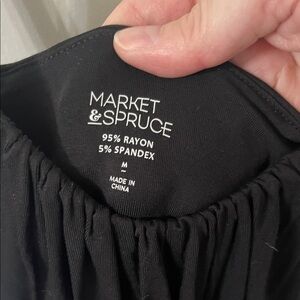 MARKET
&SPRUCE
95% RAYON
5% SPANDEX
M
MADE IN
CHINA